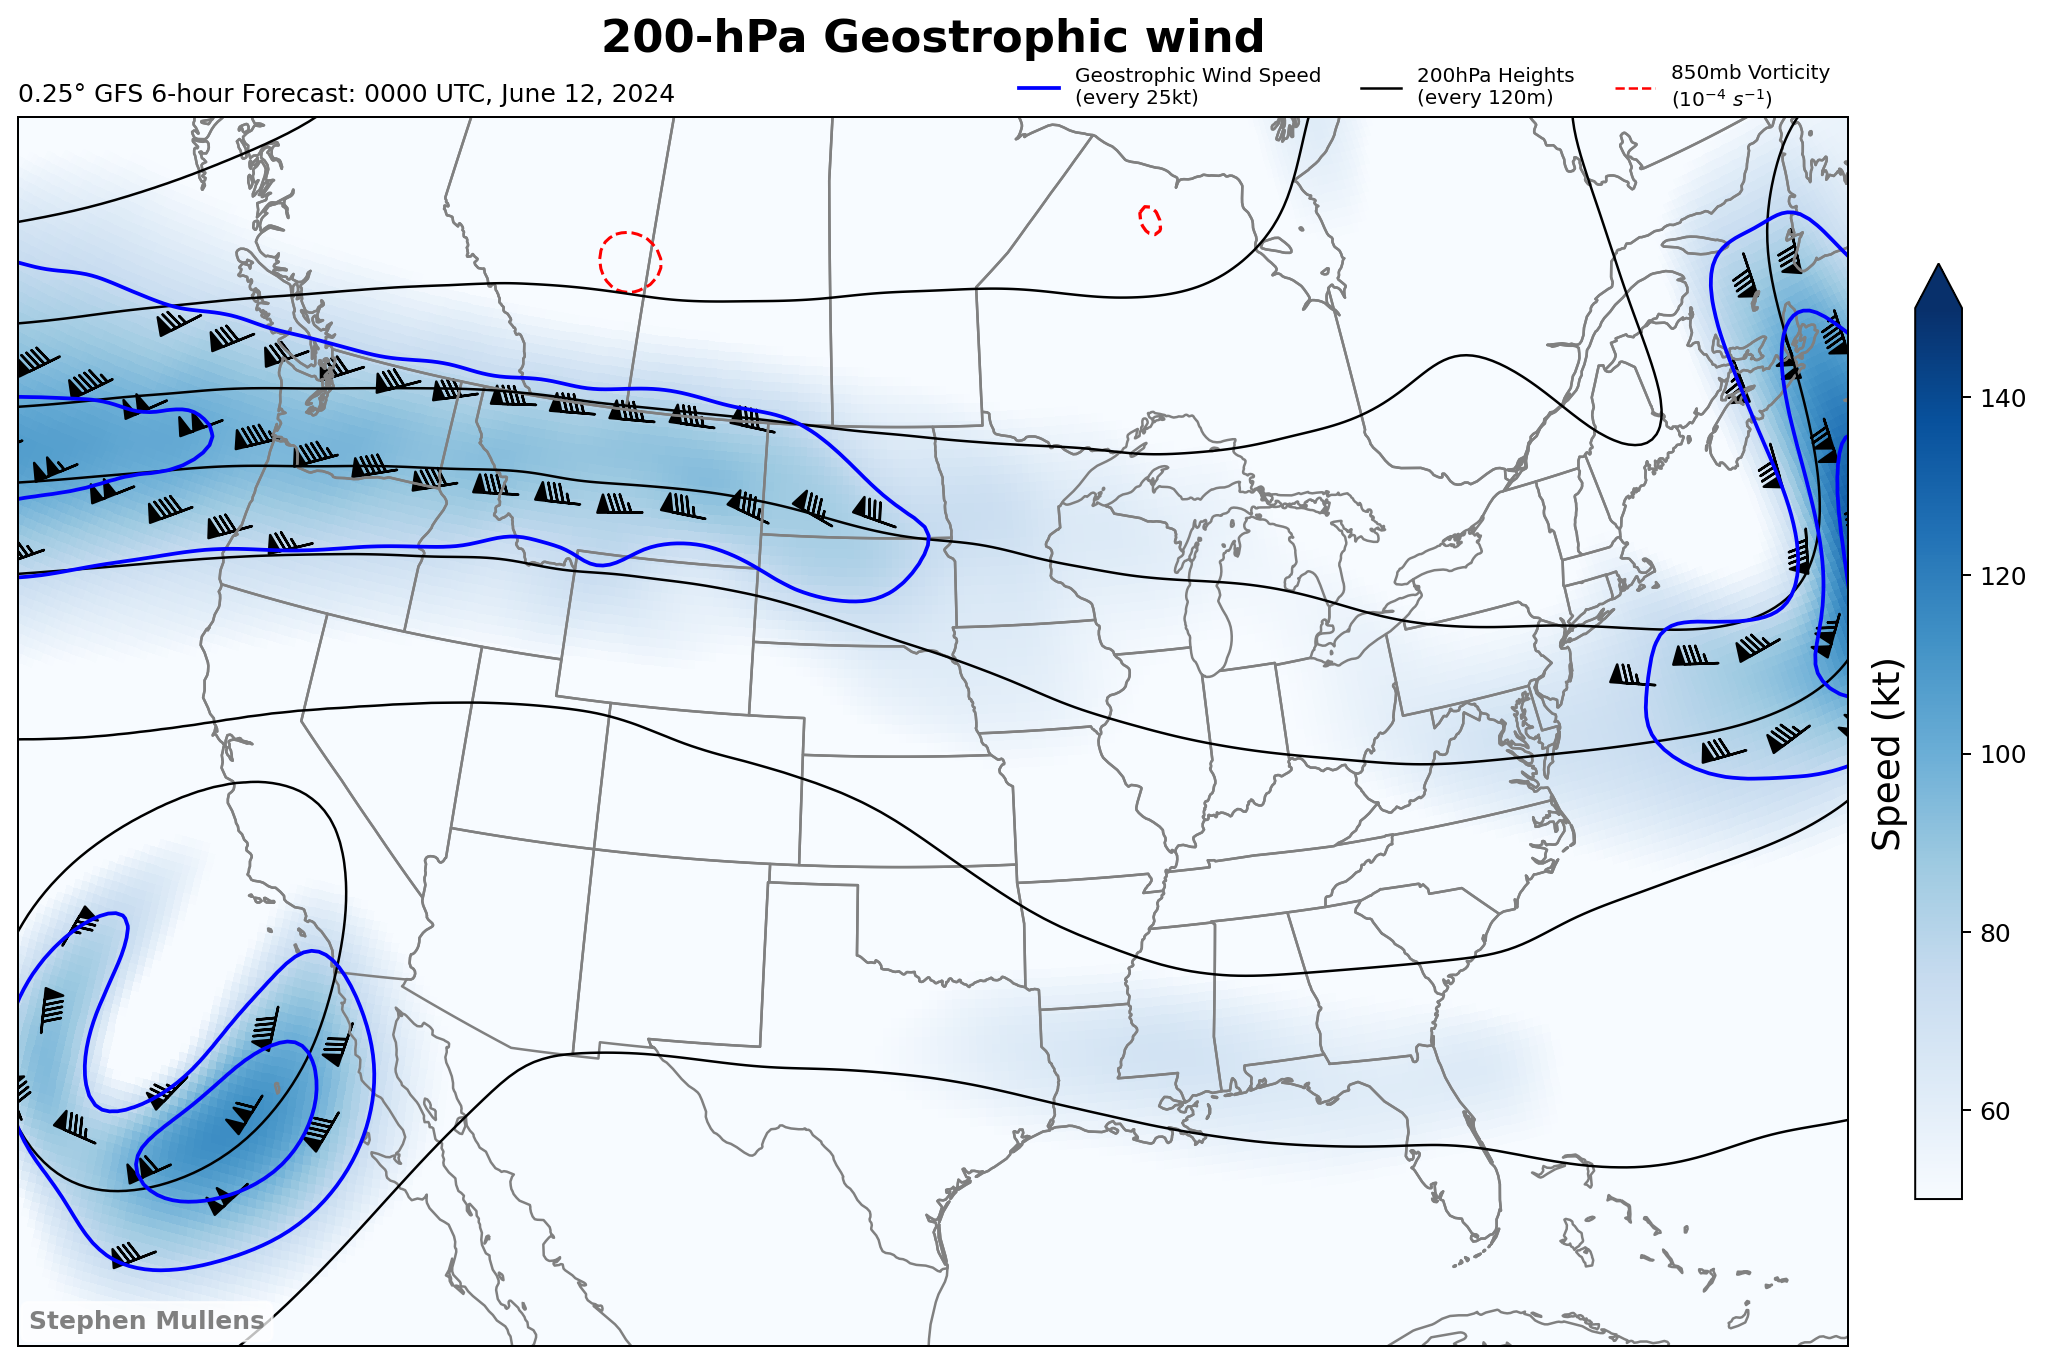 200-hPa Geostrophic wind
0.25° GFS 6-hour Forecast: 0000 UTC, June 12, 2024
Geostrophic Wind Speed
(every 25kt)
200hPa Heights
(every 120m)
850mb Vorticity
(10⁻⁴ s⁻¹)
140
120
100
80
60
Speed (kt)
Stephen Mullens